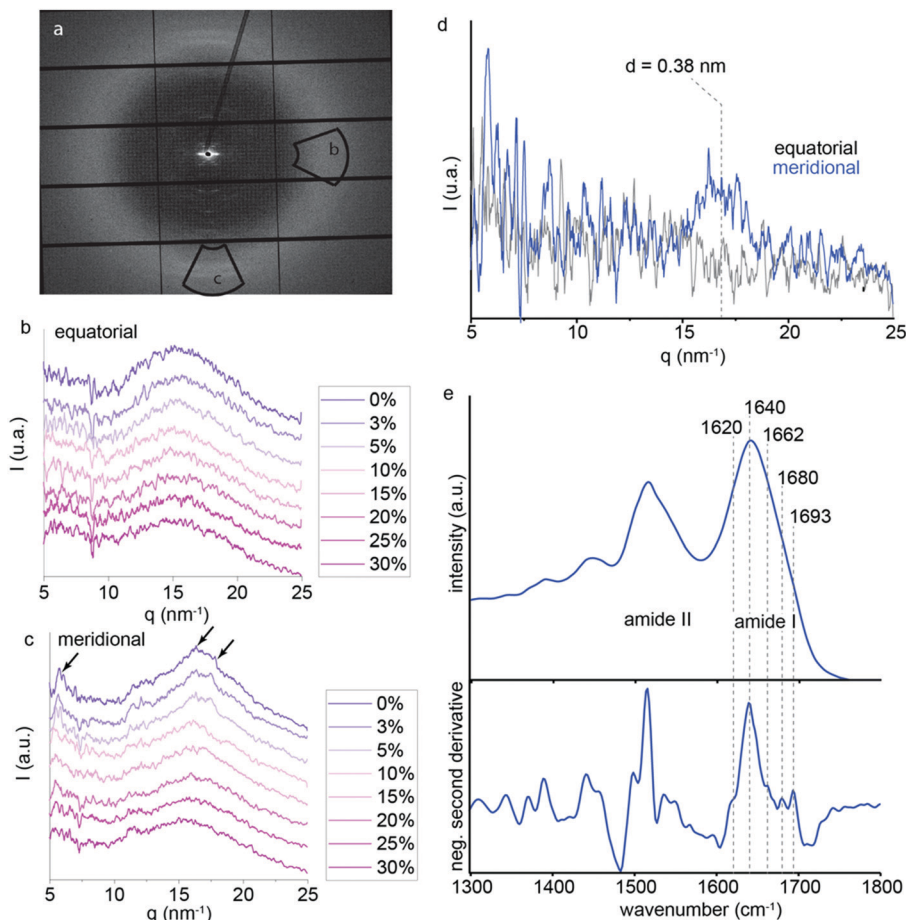 a
b
c
b equatorial
I (u.a.)
0%
3%
5%
10%
15%
20%
25%
30%
5 10 15 20 25
q (nm⁻¹)
c meridional
I (a.u.)
0%
3%
5%
10%
15%
20%
25%
30%
5 10 15 20 25
q (nm⁻¹)
d
d = 0.38 nm
equatorial
meridional
I (u.a.)
5 10 15 20 25
q (nm⁻¹)
e
1640
1620 1662
1680
1693
intensity (a.u.)
amide II amide I
neg. second derivative
1300 1400 1500 1600 1700 1800
wavenumber (cm⁻¹)